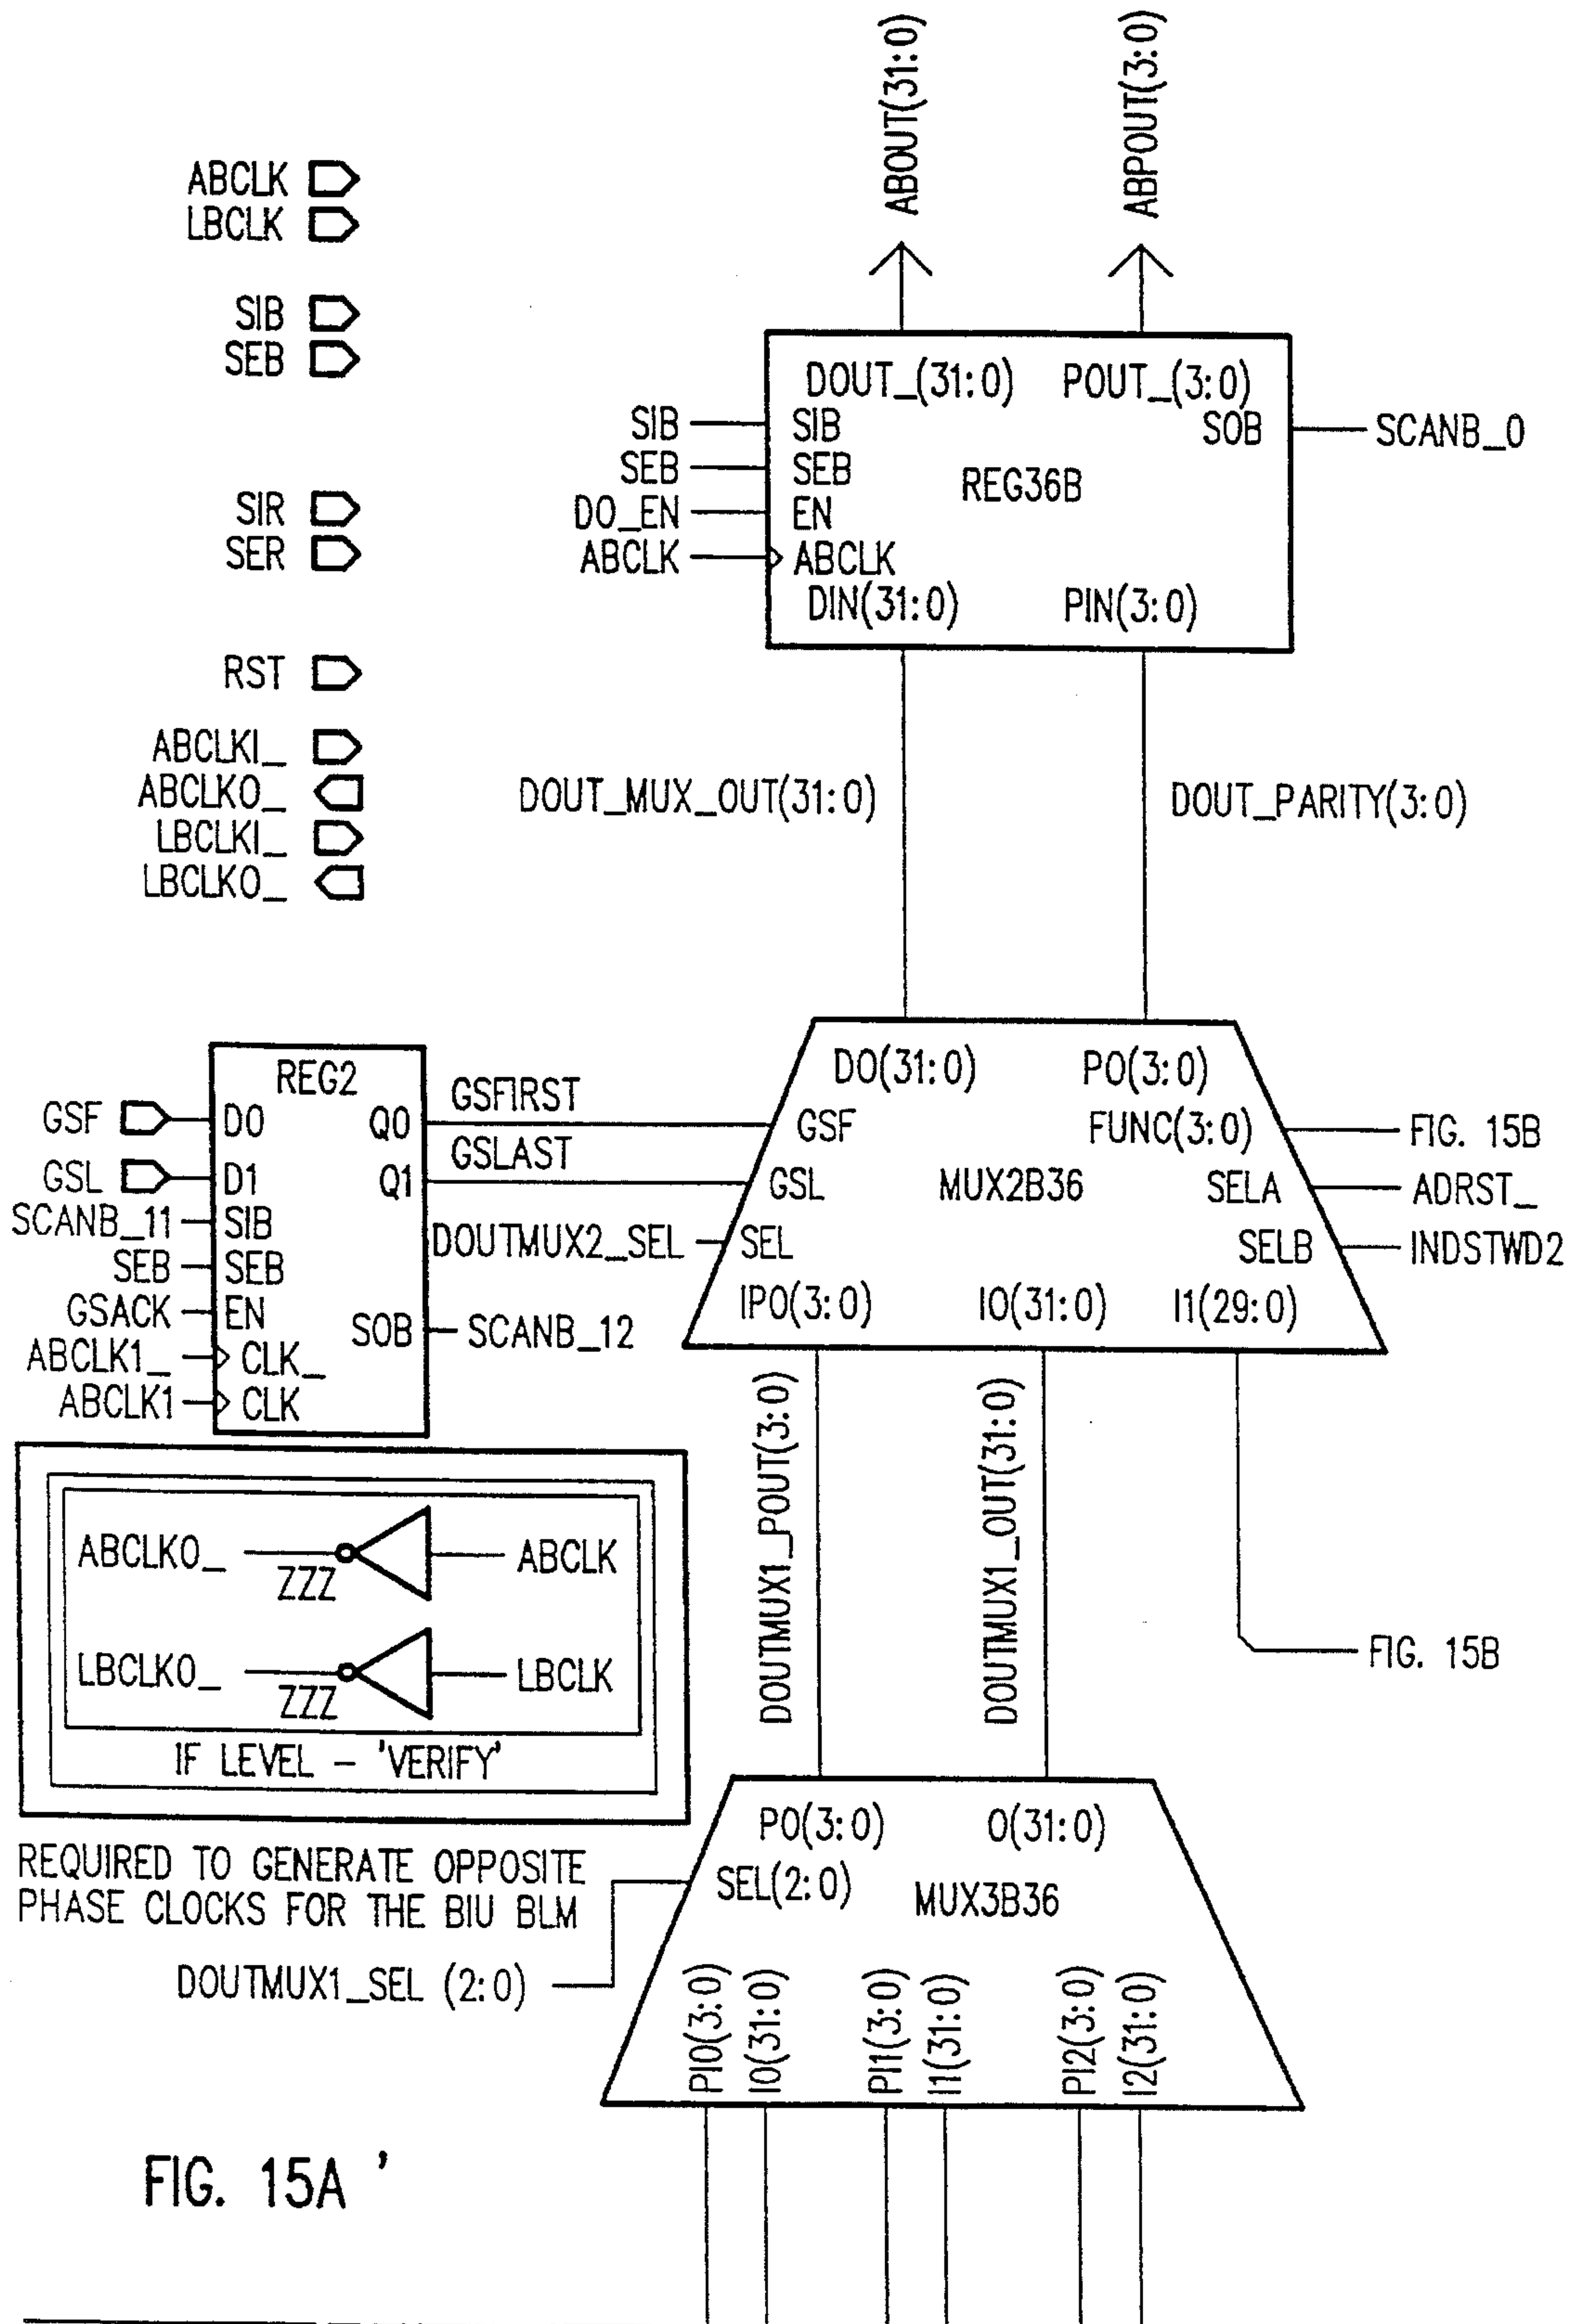 ABOUT(31:0)
ABPOUT(3:0)
ABCLK
LBCLK
SIB
SEB
SIR
SER
RST
ABCLKI_
ABCLKO_
LBCLKI_
LBCLKO_
DOUT_(31:0) POUT_(3:0)
SIB SIB SOB SCANB_0
SEB SEB REG36B
DO_EN EN
ABCLK ABCLK
DIN(31:0) PIN(3:0)
DOUT_MUX_OUT(31:0) DOUT_PARITY(3:0)
REG2
GSF D0 Q0 GSFIRST
GSL D1 Q1 GSLAST
SCANB_11 SIB
SEB SEB
GSACK EN
SOB SCANB_12
ABCLK1_ CLK_
ABCLK1 CLK
DO(31:0) PO(3:0)
GSF FUNC(3:0) FIG. 15B
GSL MUX2B36 SELA ADRST_
DOUTMUX2_SEL SEL SELB INDSTWD2
IPO(3:0) IO(31:0) I1(29:0)
DOUTMUX1_POUT(3:0)
DOUTMUX1_OUT(31:0)
FIG. 15B
ABCLKO_ ZZZ ABCLK
LBCLKO_ ZZZ LBCLK
IF LEVEL - 'VERIFY'
REQUIRED TO GENERATE OPPOSITE
PHASE CLOCKS FOR THE BIU BLM
PO(3:0) O(31:0)
SEL(2:0) MUX3B36
DOUTMUX1_SEL (2:0)
PI0(3:0)
I0(31:0)
PI1(3:0)
I1(31:0)
PI2(3:0)
I2(31:0)
FIG. 15A '